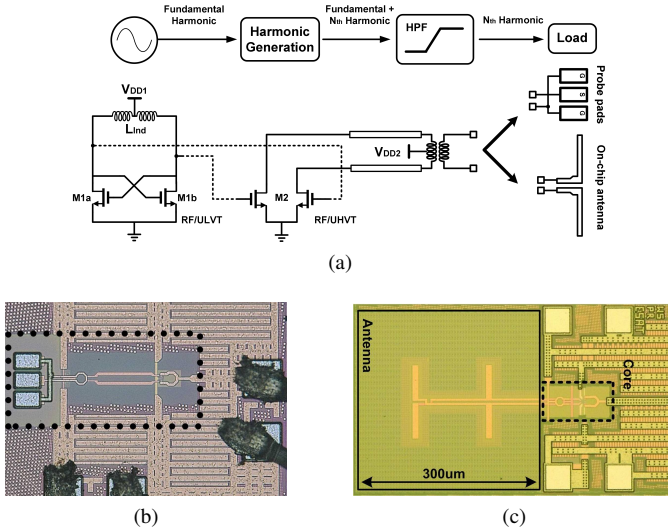 Fundamental
Harmonic
Harmonic
Generation
Fundamental +
Nth Harmonic
HPF
Nth Harmonic
Load
VDD1
LInd
M1a
M1b
RF/ULVT
M2
RF/UHVT
VDD2
G
S
G
Probe pads
On-chip antenna
(a)
Antenna
300um
Core
(b)
(c)